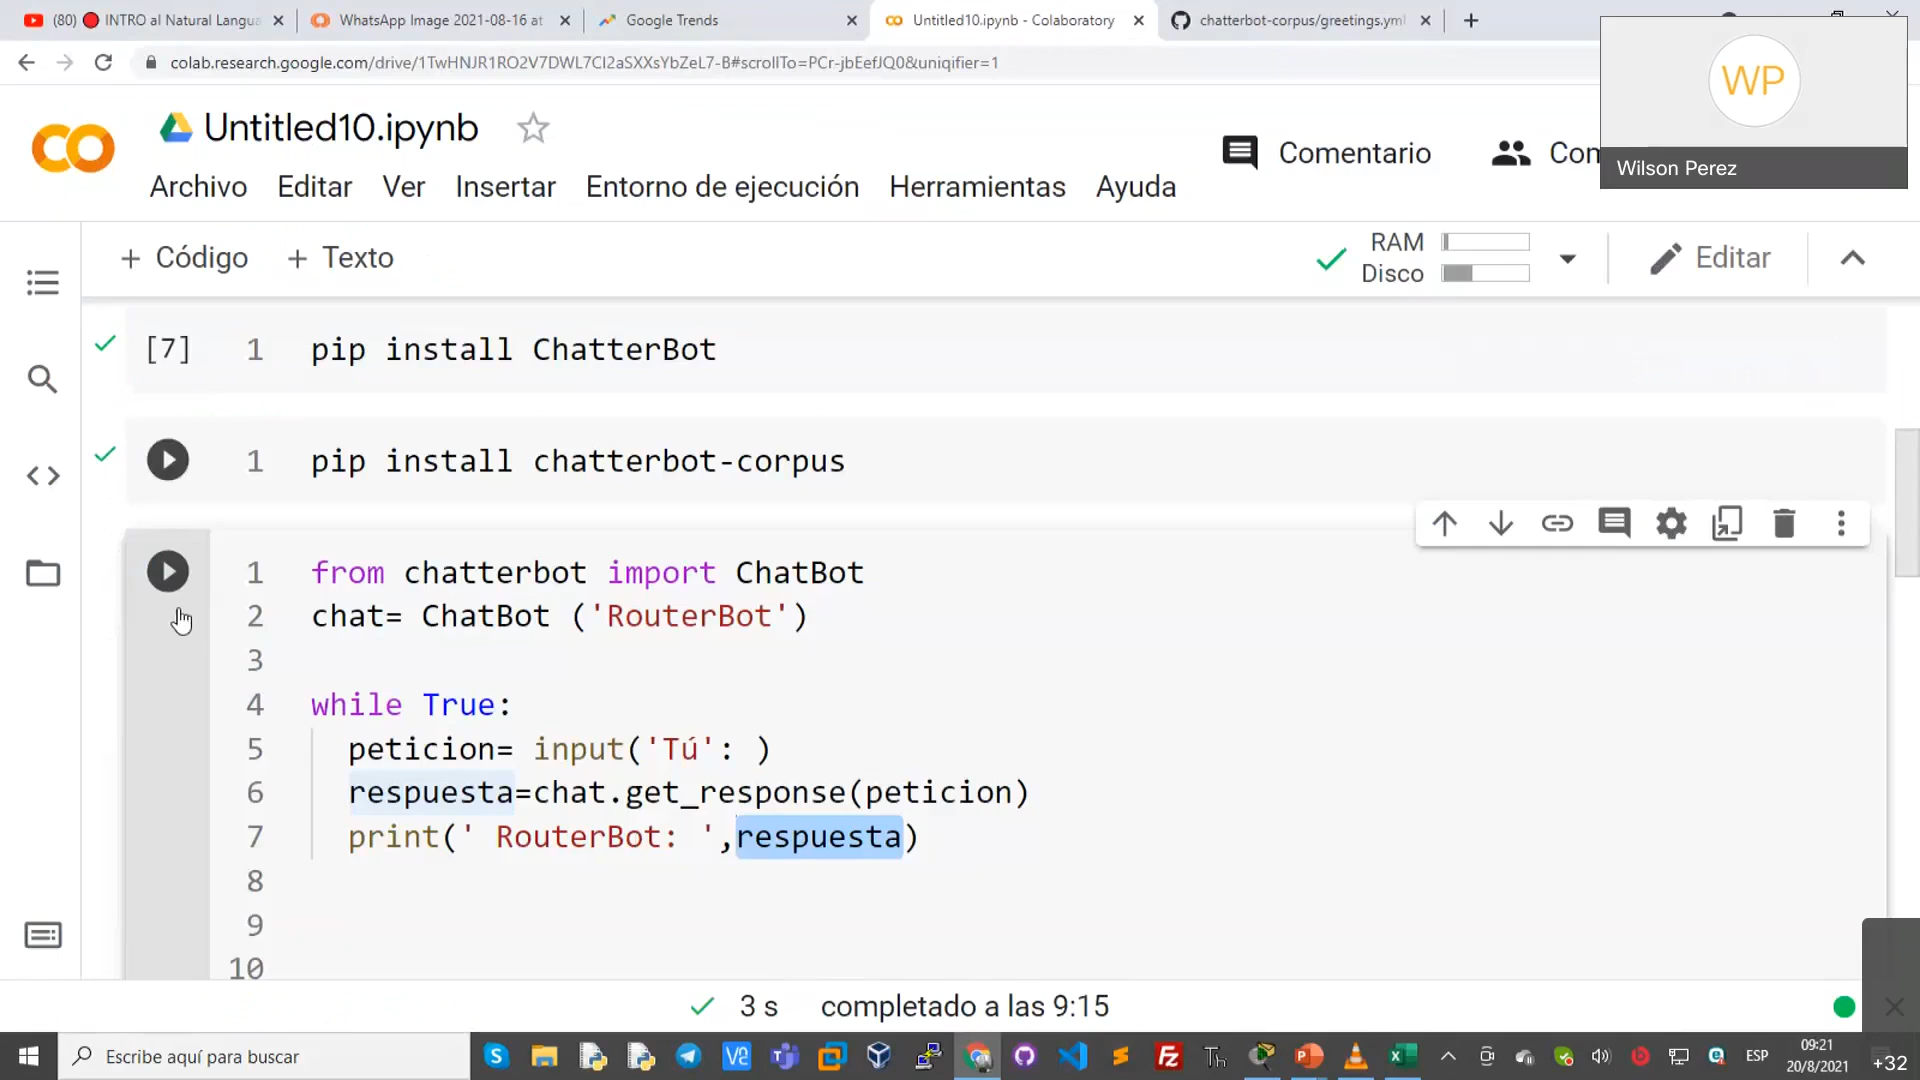 (80) INTRO al Natural Langua
WhatsApp Image 2021-08-16 at
Google Trends
Untitled10.ipynb - Colaboratory
chatterbot-corpus/greetings.yml
colab.research.google.com/drive/1TwHNJR1RO2V7DWL7CI2aSXXsYbZeL7-B#scrollTo=PCr-jbEefJQ0&uniqifier=1
WP
Wilson Perez
Untitled10.ipynb
Comentario
Com
Archivo Editar Ver Insertar Entorno de ejecución Herramientas Ayuda
+ Código + Texto
RAM
Disco
Editar
[7] 1 pip install ChatterBot
1 pip install chatterbot-corpus
1 from chatterbot import ChatBot
2 chat= ChatBot ('RouterBot')
3
4 while True:
5 peticion= input('Tú': )
6 respuesta=chat.get_response(peticion)
7 print(' RouterBot: ',respuesta)
8
9
10
3 s completado a las 9:15
Escribe aquí para buscar
ESP
09:21
20/8/2021
+32